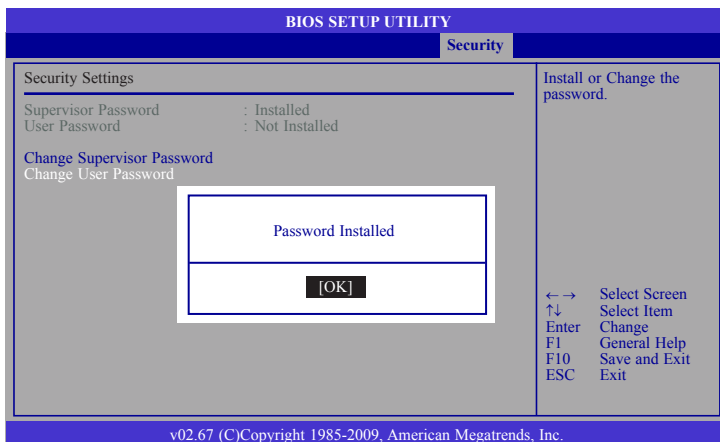 BIOS SETUP UTILITY
Security
Security Settings
Supervisor Password : Installed
User Password : Not Installed
Change Supervisor Password
Change User Password
Password Installed
[OK]
Install or Change the
password.
←→ Select Screen
↑↓ Select Item
Enter Change
F1 General Help
F10 Save and Exit
ESC Exit
v02.67 (C)Copyright 1985-2009, American Megatrends, Inc.